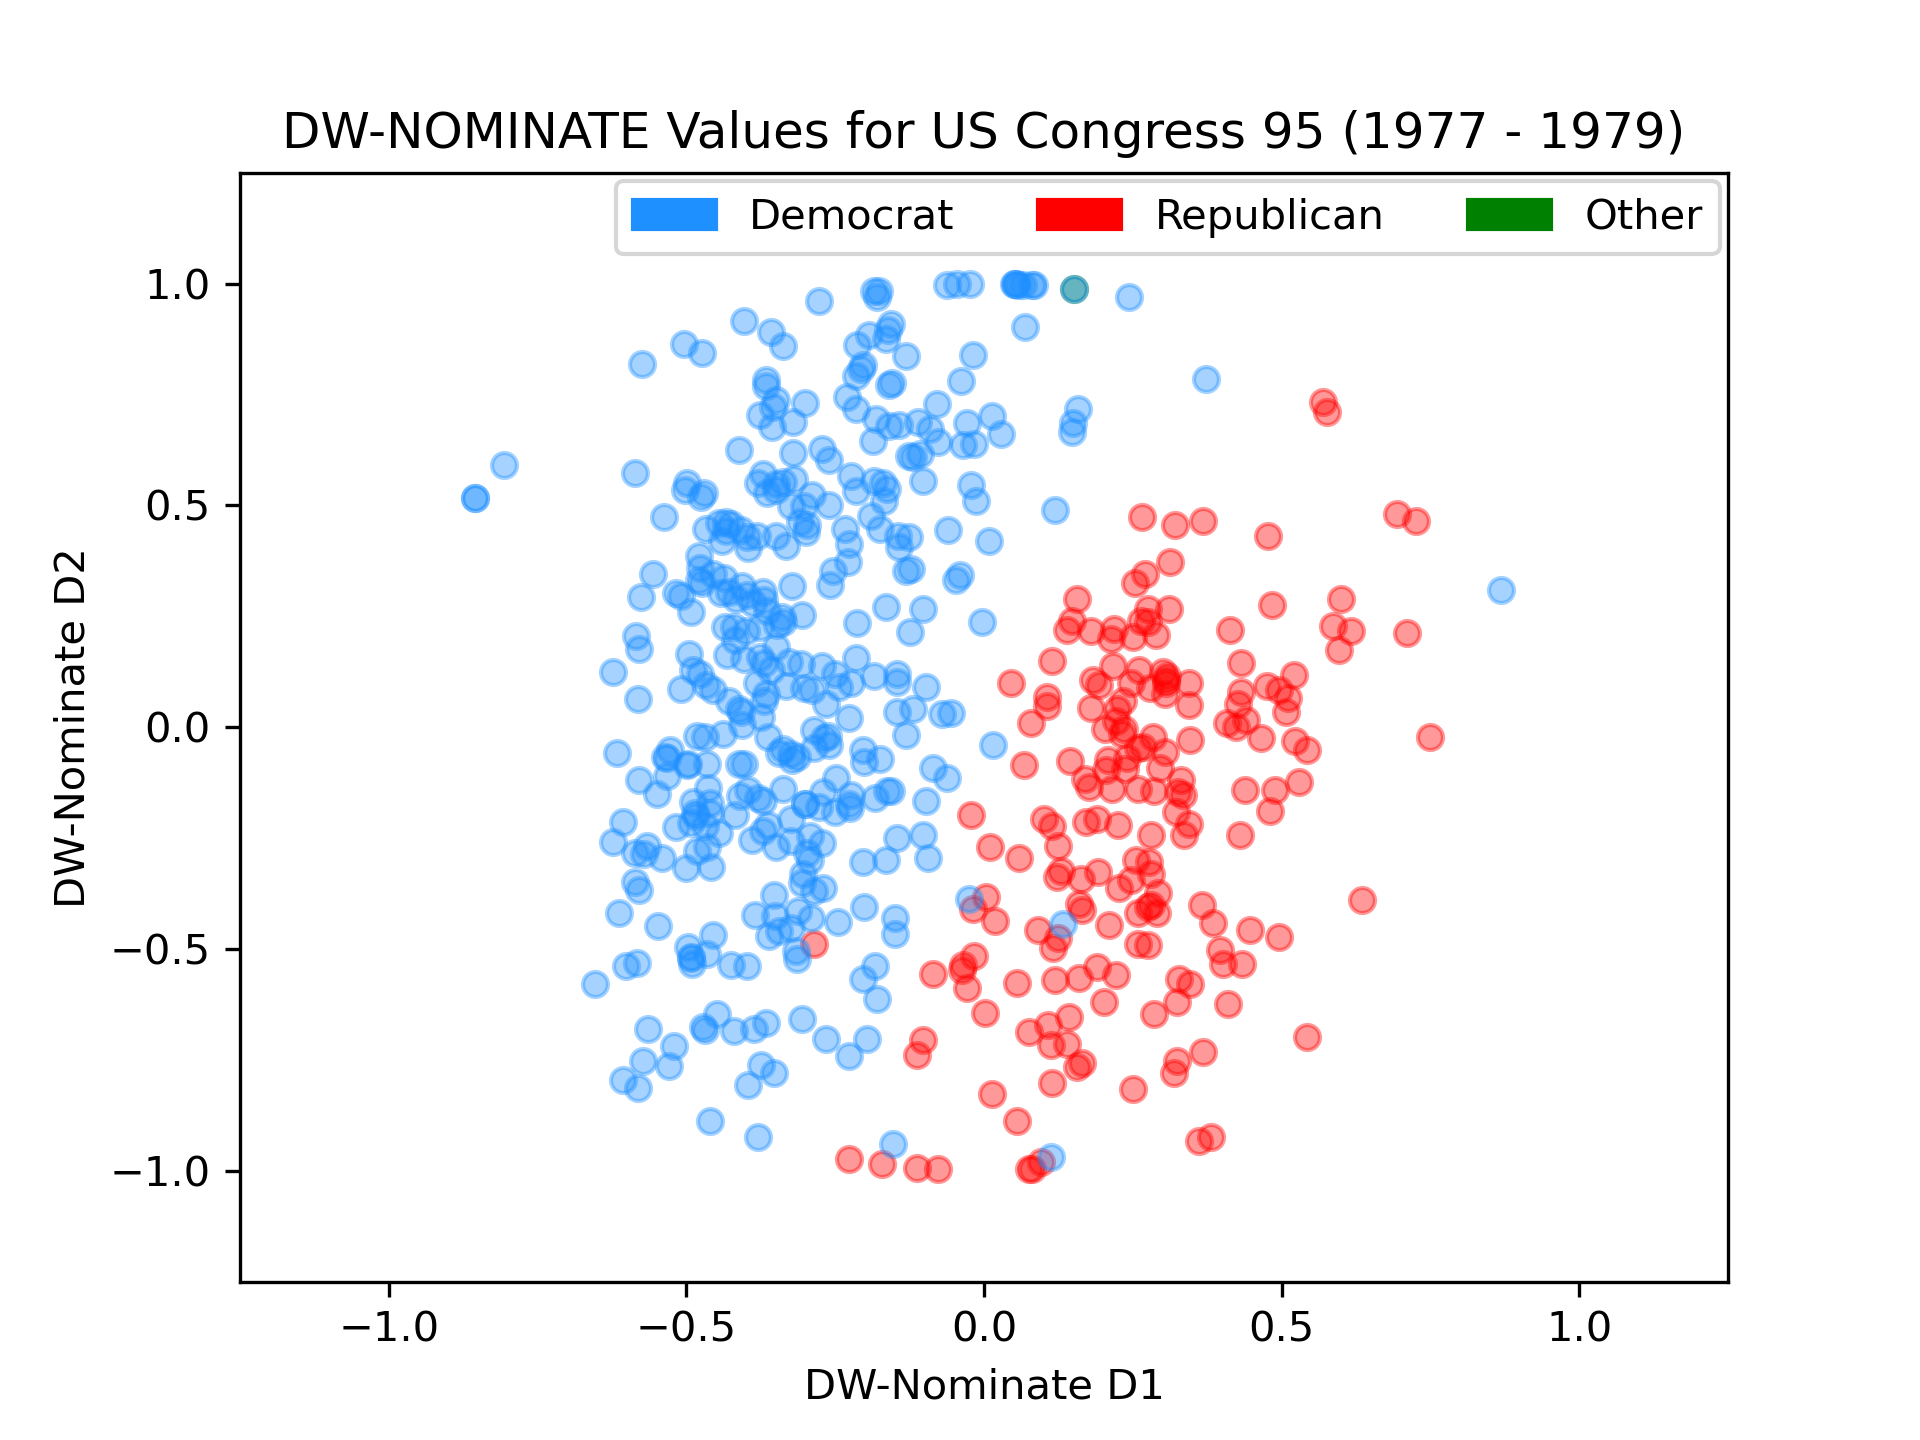 DW-NOMINATE Values for US Congress 95 (1977 - 1979)
Democrat Republican Other
1.0
0.5
0.0
−0.5
−1.0
DW-Nominate D2
−1.0 −0.5 0.0 0.5 1.0
DW-Nominate D1